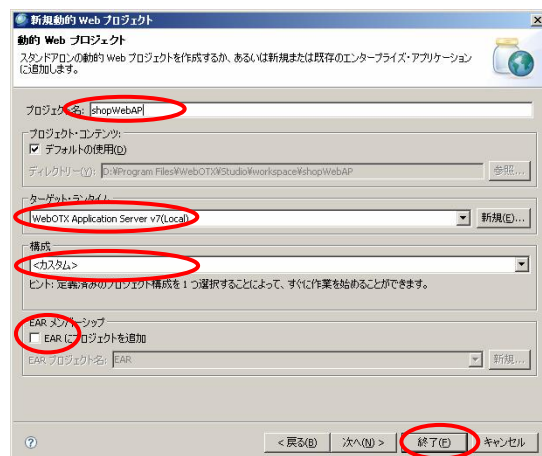 新規動的 Web プロジェクト
動的 Web プロジェクト
スタンドアロンの動的 Web プロジェクトを作成するか、あるいは新規または既存のエンタープライズ・アプリケーション
に追加します。
プロジェクト名: shopWebAP
プロジェクト・コンテンツ:
デフォルトの使用(D)
ディレクトリー(Y): D:¥Program Files¥WebOTX¥Studio¥workspace¥shopWebAP 参照...
ターゲット・ランタイム
WebOTX Application Server v7(Local) 新規(E)...
構成
<カスタム>
ヒント: 定義済みのプロジェクト構成を 1 つ選択することによって、すぐに作業を始めることができます。
EAR メンバーシップ
EAR にプロジェクトを追加
EAR プロジェクト名: EAR 新規...
< 戻る(B) 次へ(N) > 終了(F) キャンセル